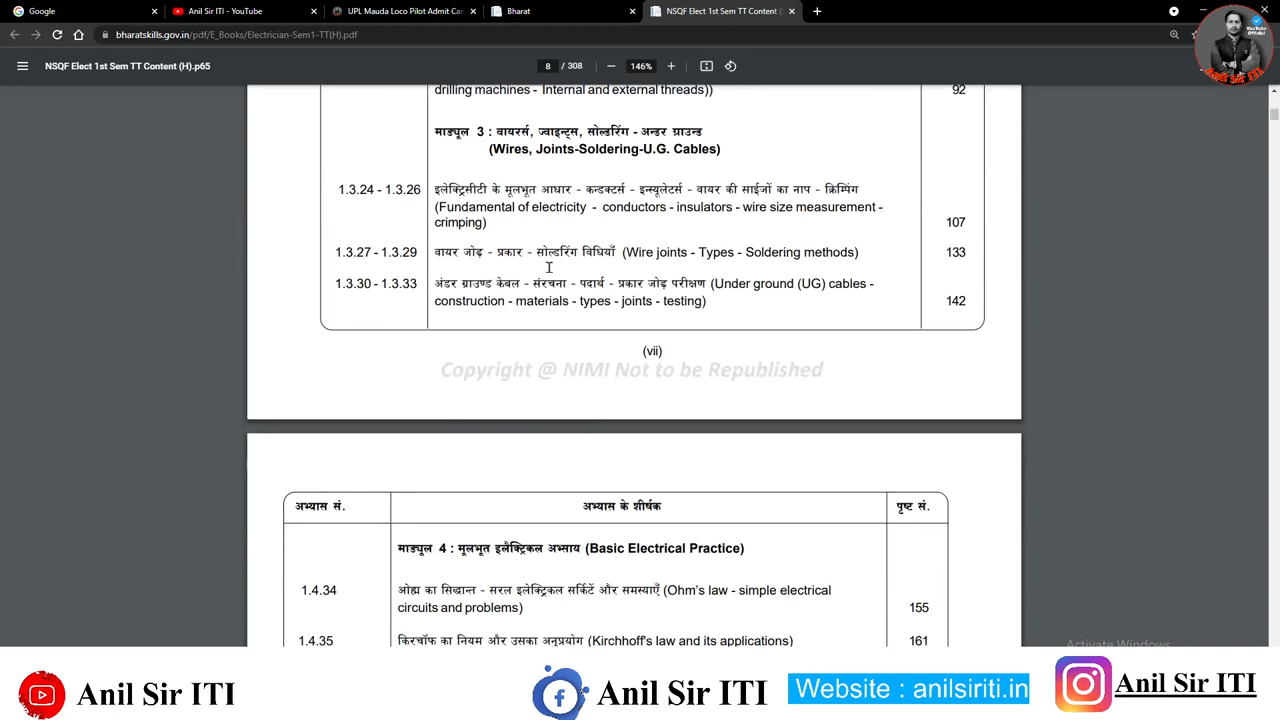 Google
Anil Sir ITI - YouTube
UPL Mauda Loco Pilot Admit Car
Bharat
NSQF Elect 1st Sem TT Content (H
bharatskills.gov.in/pdf/E_Books/Electrician-Sem1-TT(H).pdf
NSQF Elect 1st Sem TT Content (H).p65
8 / 308
146%
YouTube
Official
Anil Sir ITI
drilling machines - Internal and external threads)) 92
माड्यूल 3 : वायरर्स, ज्वाइन्ट्स, सोल्डरिंग - अन्डर ग्राउन्ड
(Wires, Joints-Soldering-U.G. Cables)
1.3.24 - 1.3.26 इलेक्ट्रिसीटी के मूलभूत आधार - कन्डक्टर्स - इन्स्यूलेटर्स - वायर की साईजों का नाप - क्रिम्पिंग
(Fundamental of electricity - conductors - insulators - wire size measurement -
crimping) 107
1.3.27 - 1.3.29 वायर जोड़ - प्रकार - सोल्डरिंग विधियाँ (Wire joints - Types - Soldering methods) 133
1.3.30 - 1.3.33 अंडर ग्राउण्ड केबल - संरचना - पदार्थ - प्रकार जोड़ परीक्षण (Under ground (UG) cables -
construction - materials - types - joints - testing) 142
(vii)
Copyright @ NIMI Not to be Republished
अभ्यास सं. अभ्यास के शीर्षक पृष्ट सं.
माड्यूल 4 : मूलभूत इलैक्ट्रिकल अभ्साय (Basic Electrical Practice)
1.4.34 ओह्म का सिद्धान्त - सरल इलेक्ट्रिकल सर्किटें और समस्याएँ (Ohm's law - simple electrical
circuits and problems) 155
1.4.35 किरचॉफ का नियम और उसका अनुप्रयोग (Kirchhoff's law and its applications) 161
Activate Windows
Anil Sir ITI
Anil Sir ITI
Website : anilsiriti.in
Anil Sir ITI